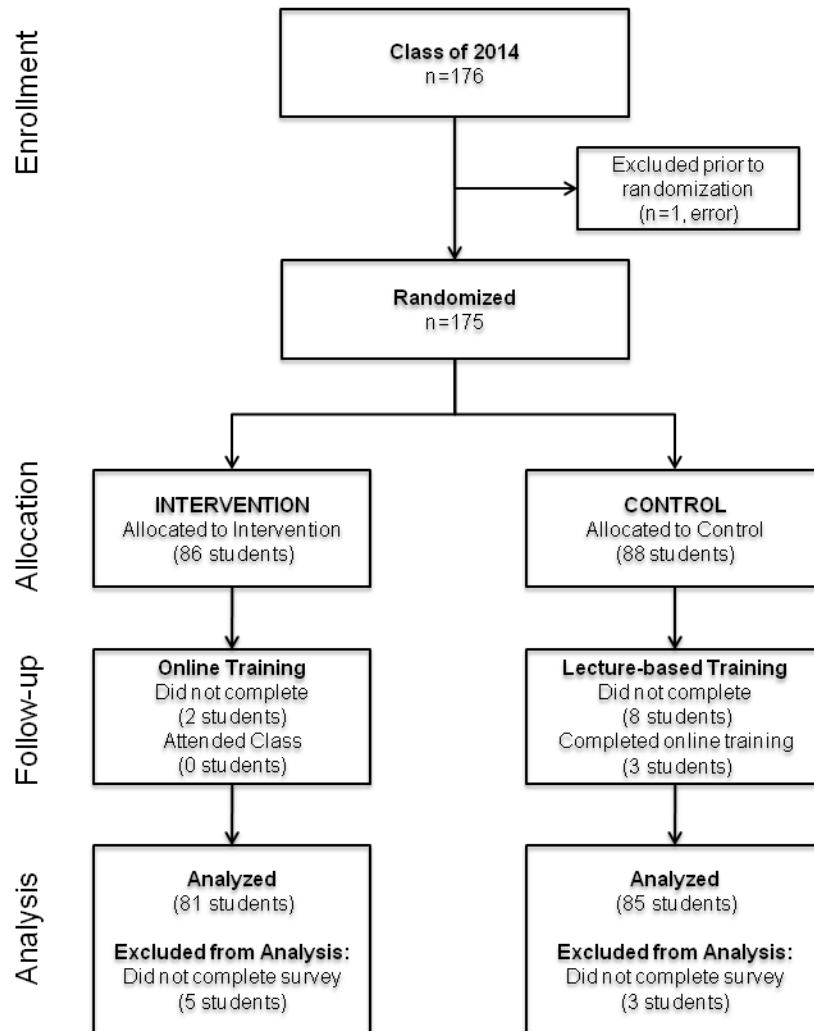 Enrollment
Class of 2014
n=176
Excluded prior to
randomization
(n=1, error)
Randomized
n=175
Allocation
INTERVENTION
Allocated to Intervention
(86 students)
CONTROL
Allocated to Control
(88 students)
Follow-up
Online Training
Did not complete
(2 students)
Attended Class
(0 students)
Lecture-based Training
Did not complete
(8 students)
Completed online training
(3 students)
Analysis
Analyzed
(81 students)
Excluded from Analysis:
Did not complete survey
(5 students)
Analyzed
(85 students)
Excluded from Analysis:
Did not complete survey
(3 students)